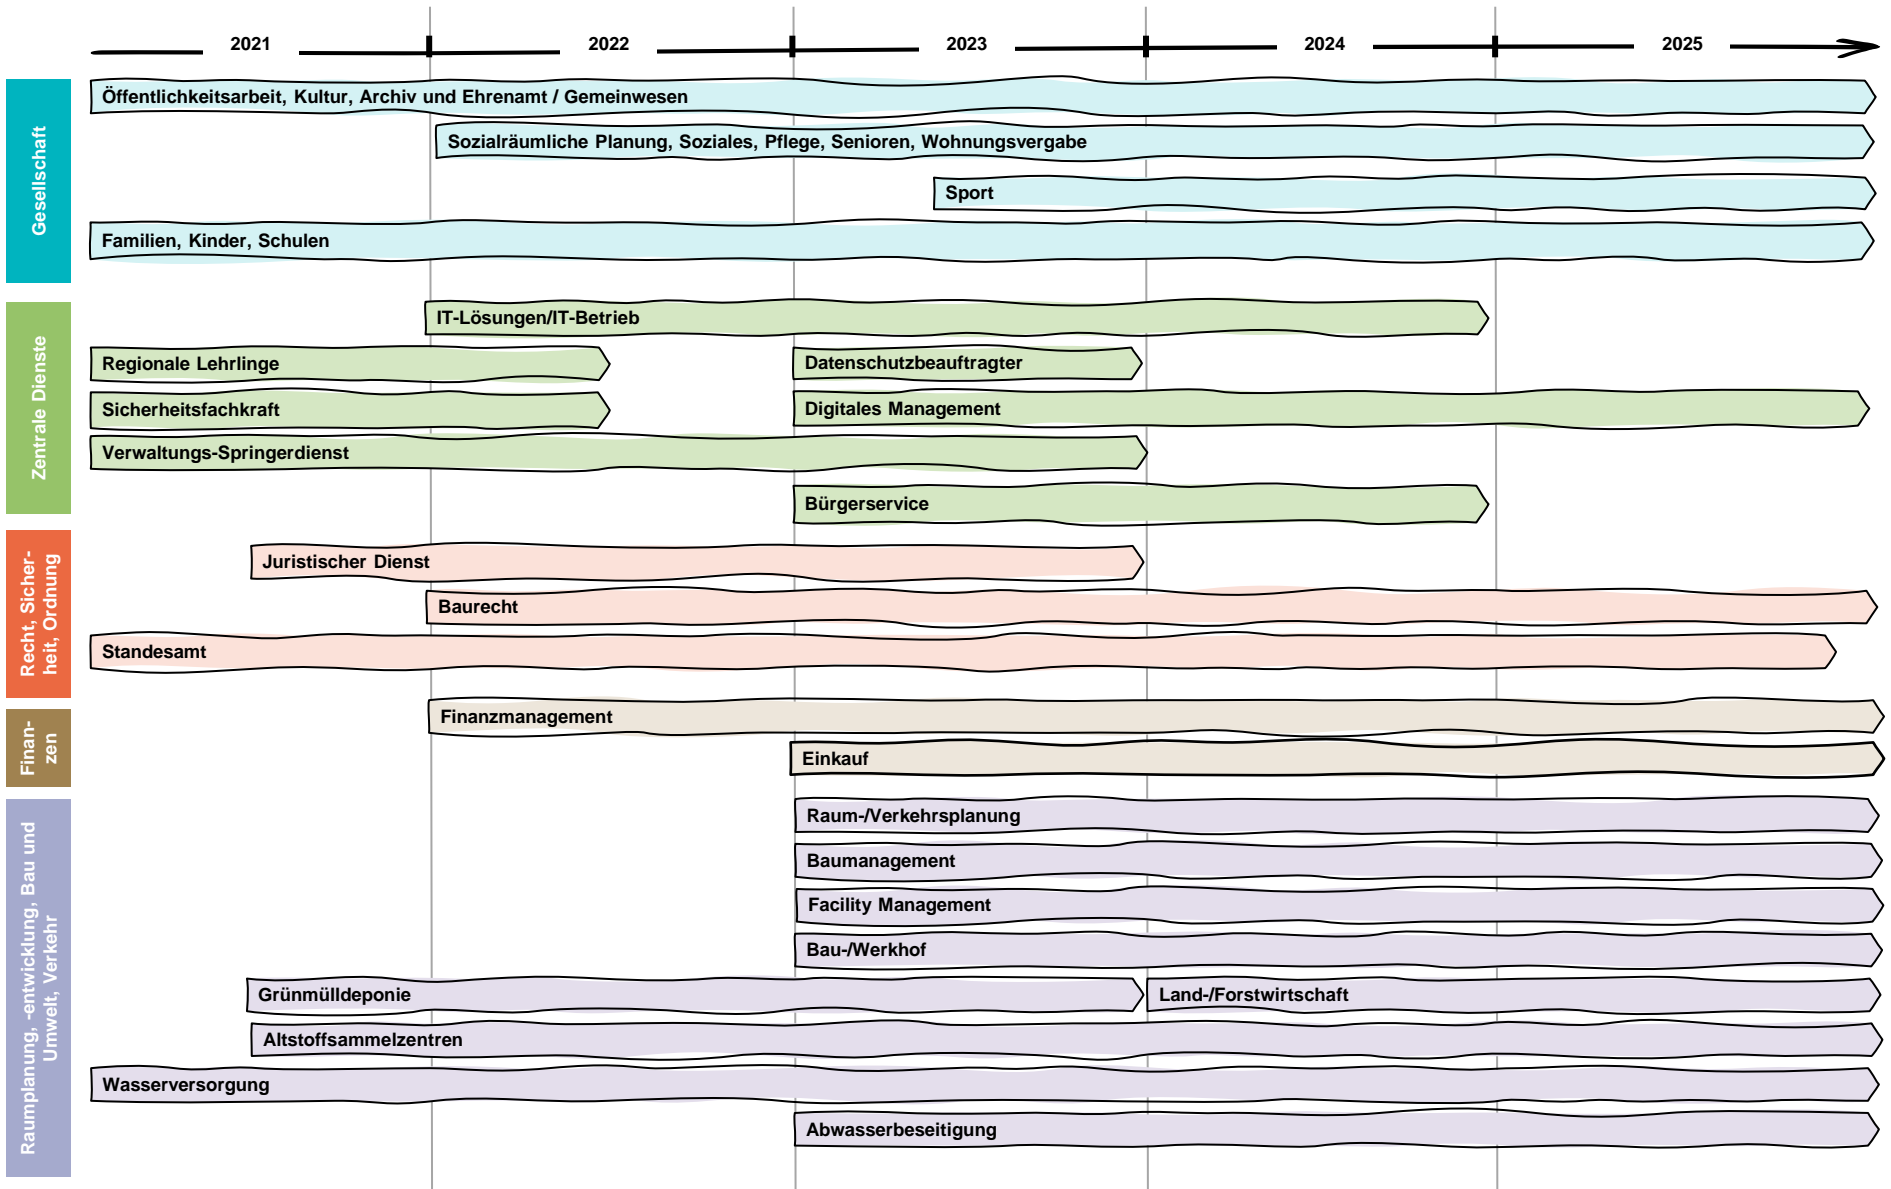 2021 2022 2023 2024 2025
Gesellschaft
Öffentlichkeitsarbeit, Kultur, Archiv und Ehrenamt / Gemeinwesen
Sozialräumliche Planung, Soziales, Pflege, Senioren, Wohnungsvergabe
Sport
Familien, Kinder, Schulen
Zentrale Dienste
IT-Lösungen/IT-Betrieb
Regionale Lehrlinge
Datenschutzbeauftragter
Sicherheitsfachkraft
Digitales Management
Verwaltungs-Springerdienst
Bürgerservice
Recht, Sicher-
heit, Ordnung
Juristischer Dienst
Baurecht
Standesamt
Finan-
zen
Finanzmanagement
Einkauf
Raumplanung, -entwicklung, Bau und
Umwelt, Verkehr
Raum-/Verkehrsplanung
Baumanagement
Facility Management
Bau-/Werkhof
Grünmülldeponie
Land-/Forstwirtschaft
Altstoffsammelzentren
Wasserversorgung
Abwasserbeseitigung